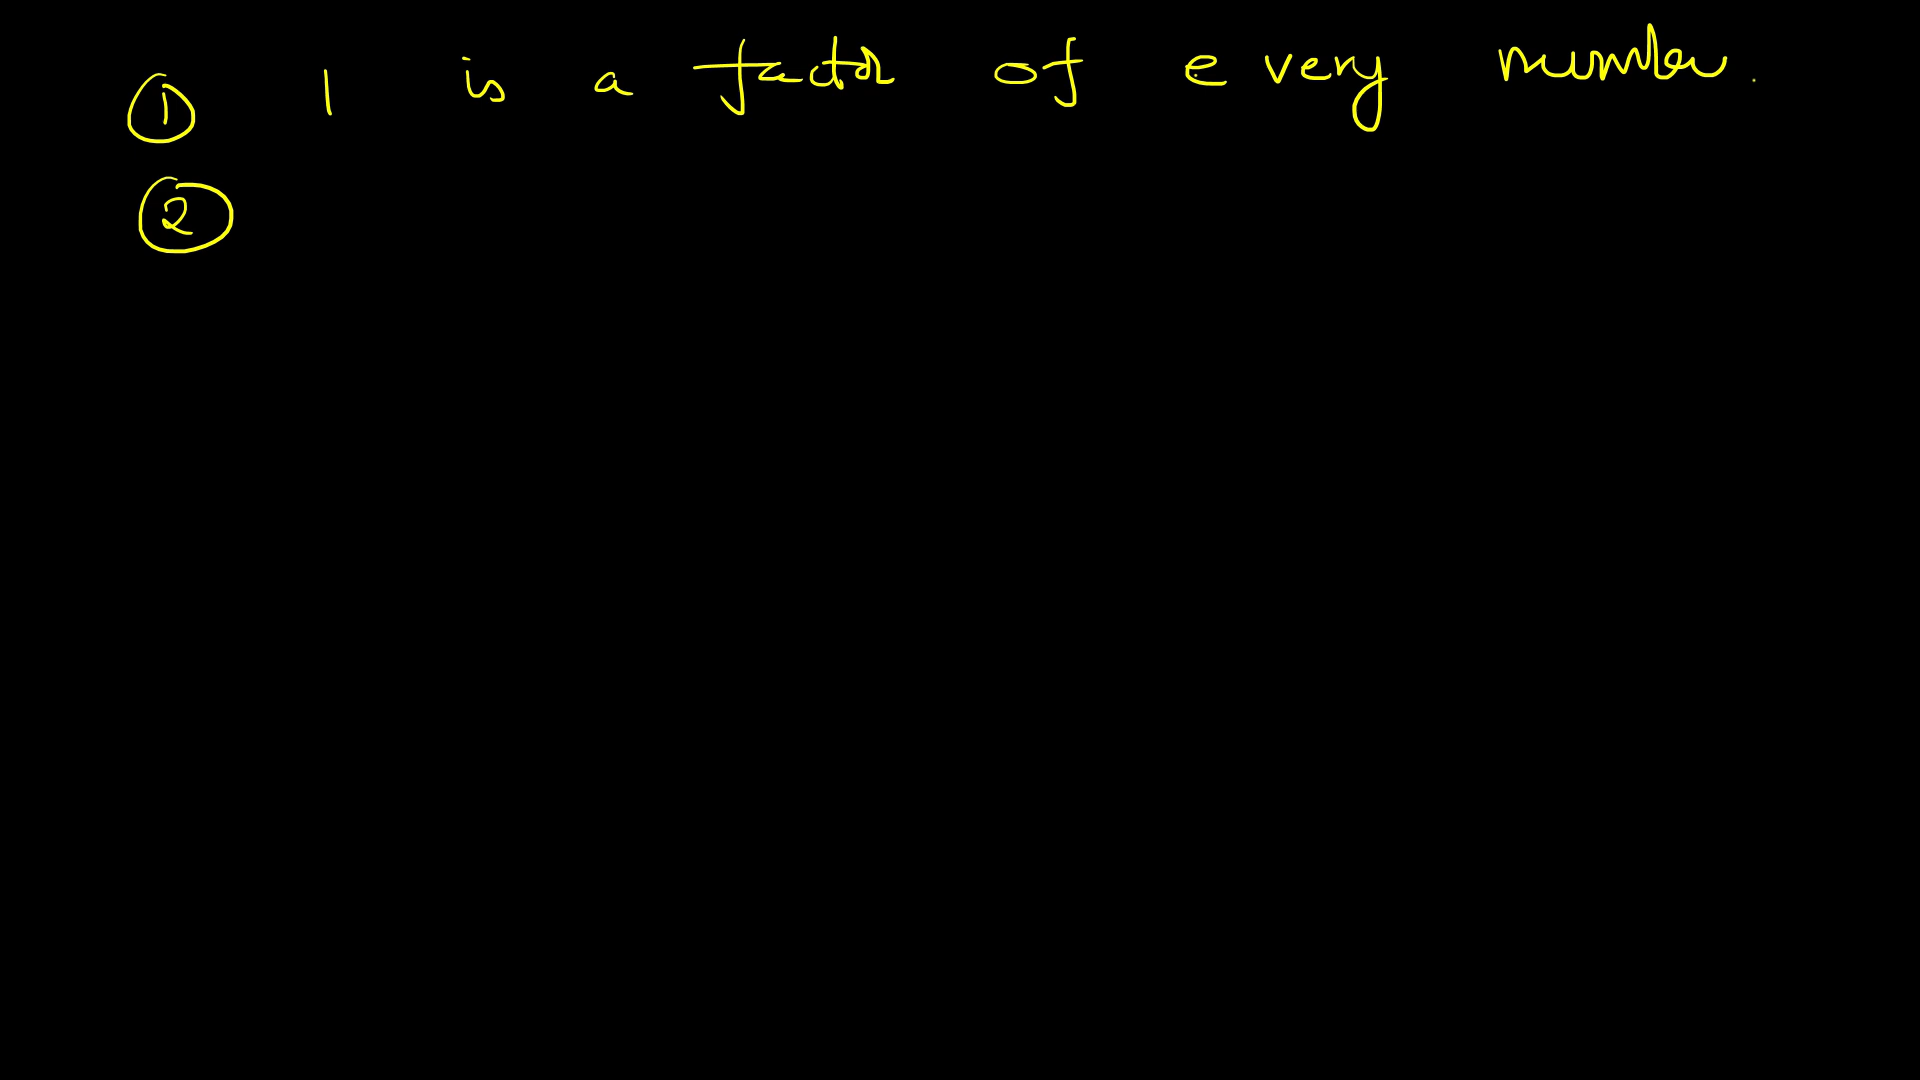 ① 1 is a factor of every number.
②